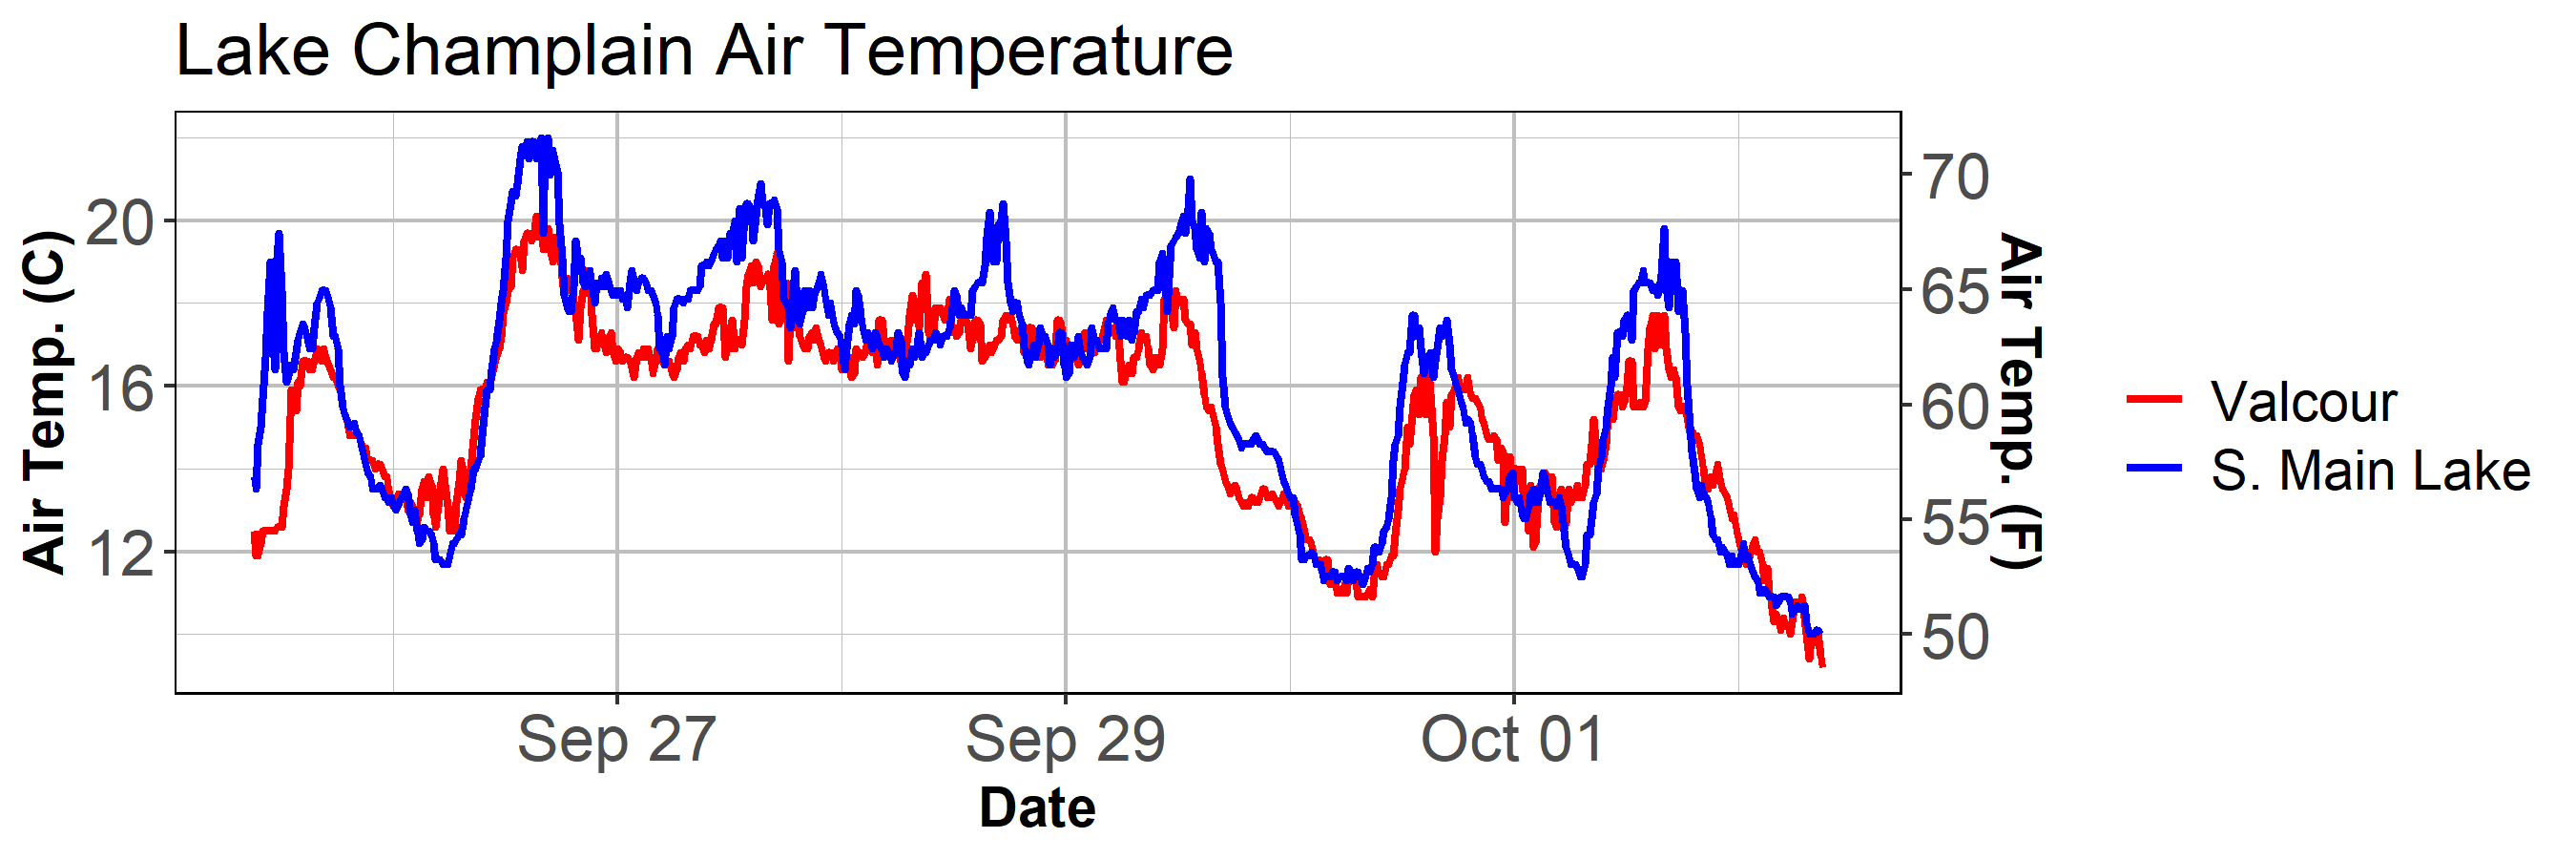 Lake Champlain Air Temperature
Air Temp. (C)
20
16
12
70
65
60
55
50
Air Temp. (F)
Sep 27
Sep 29
Oct 01
Date
Valcour
S. Main Lake